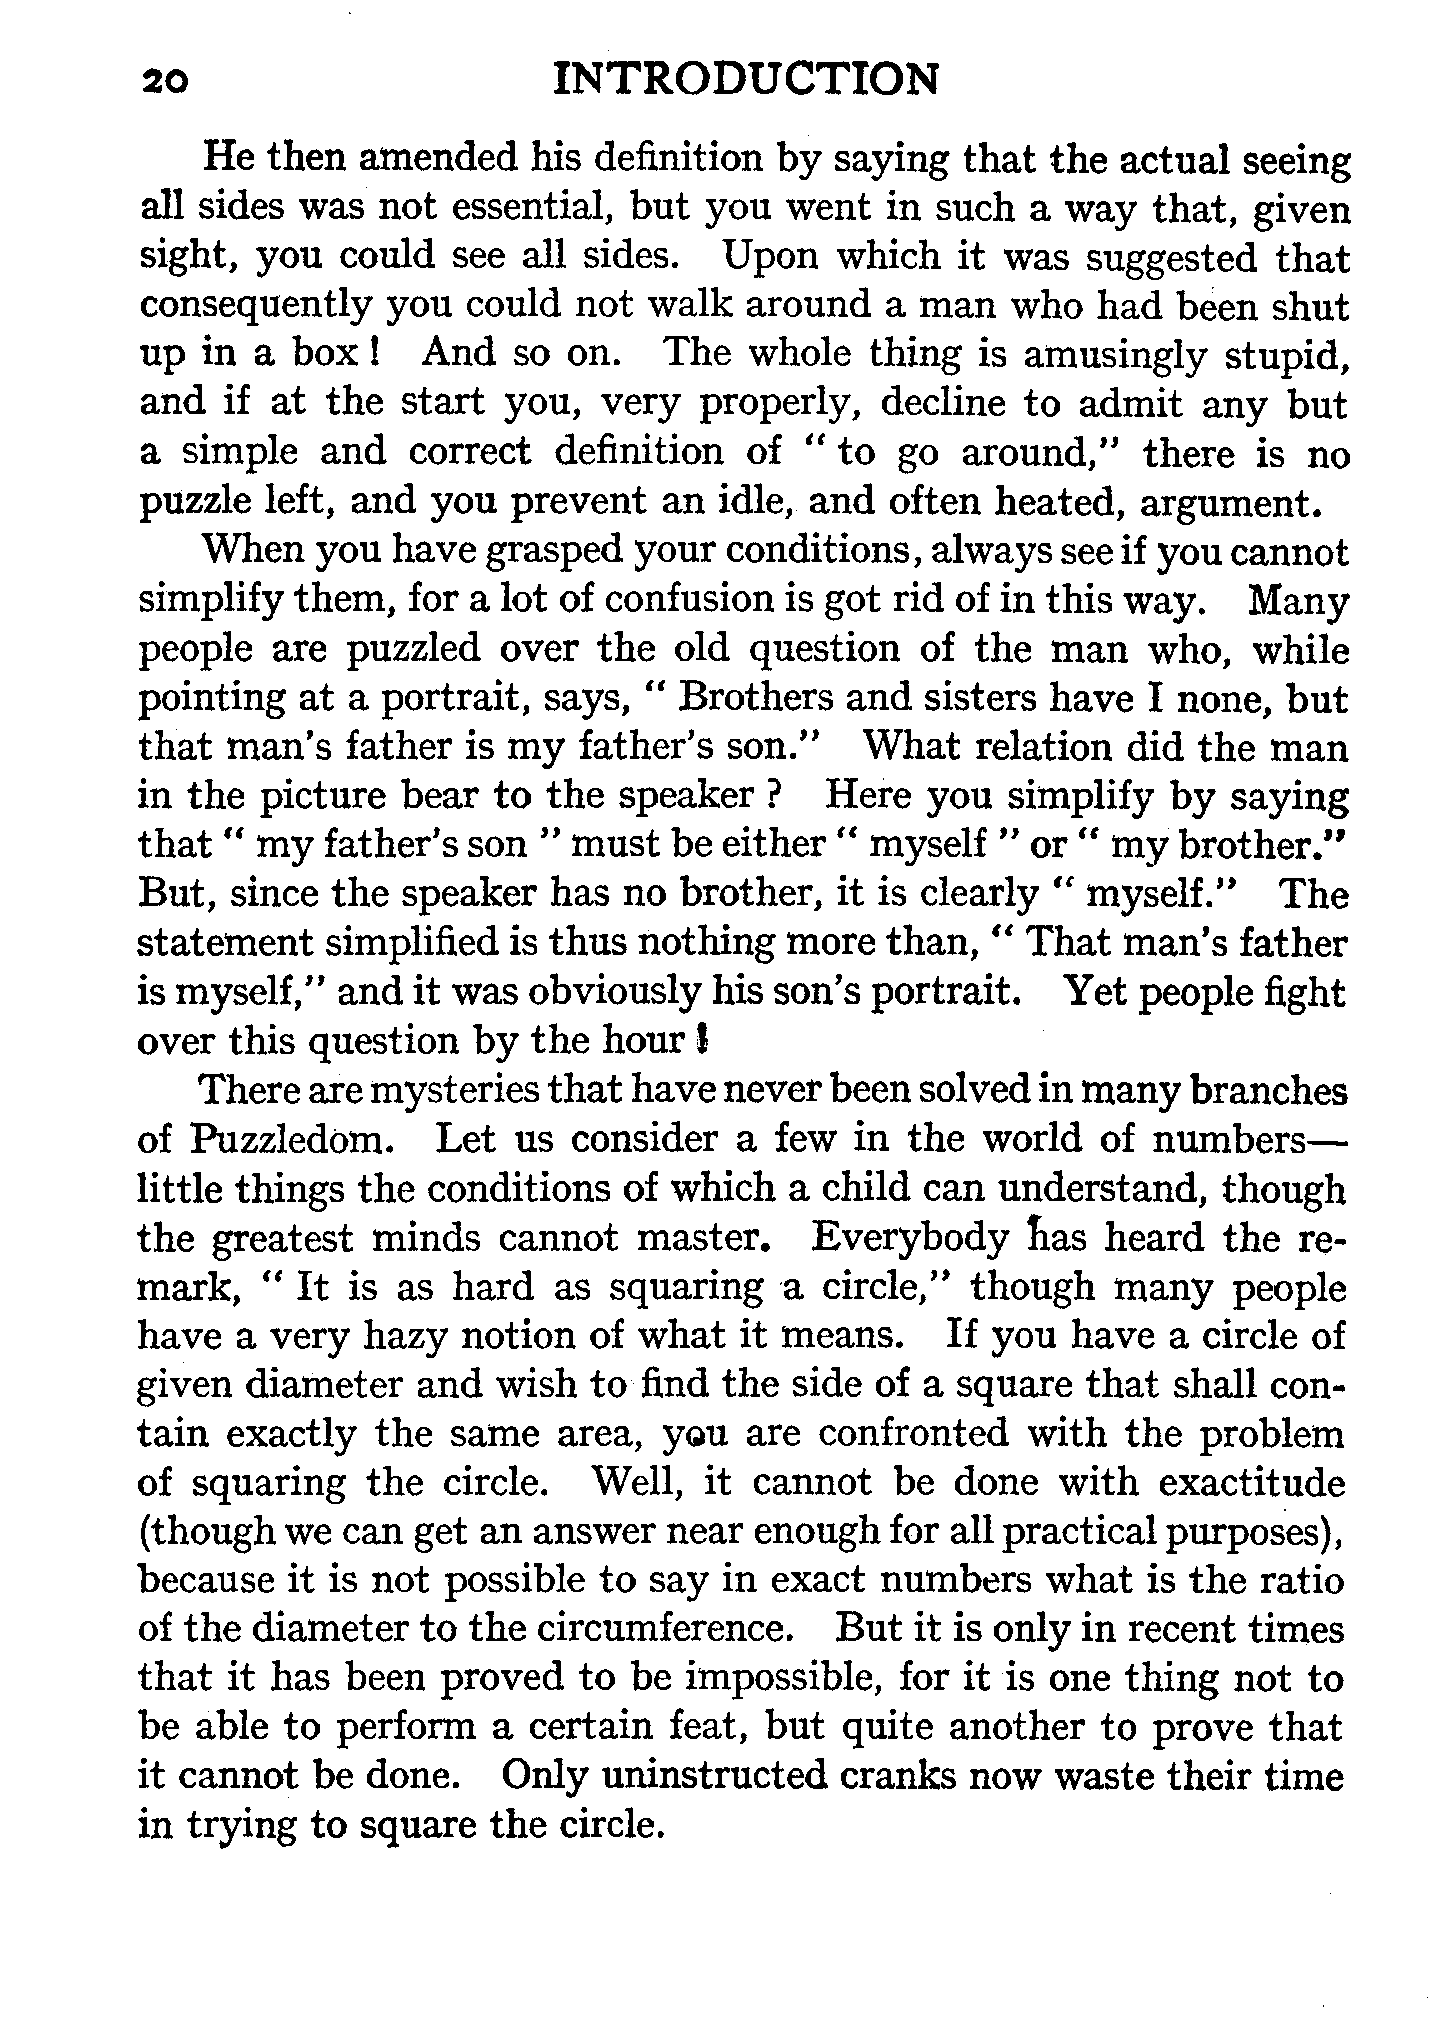 20 INTRODUCTION
He then amended his definition by saying that the actual seeing
all sides was not essential, but you went in such a way that, given
sight, you could see all sides. Upon which it was suggested that
consequently you could not walk around a man who had been shut
up in a box ! And so on. The whole thing is amusingly stupid,
and if at the start you, very properly, decline to admit any but
a simple and correct definition of “ to go around,” there is no
puzzle left, and you prevent an idle, and often heated, argument.
When you have grasped your conditions, always see if you cannot
simplify them, for a lot of confusion is got rid of in this way. Many
people are puzzled over the old question of the man who, while
pointing at a portrait, says, “ Brothers and sisters have I none, but
that man's father is my father's son.” What relation did the man
in the picture bear to the speaker ? Here you simplify by saying
that “ my father's son ” must be either “ myself ” or “ my brother.”
But, since the speaker has no brother, it is clearly “ myself.” The
statement simplified is thus nothing more than, “ That man's father
is myself,” and it was obviously his son's portrait. Yet people fight
over this question by the hour !
There are mysteries that have never been solved in many branches
of Puzzledom. Let us consider a few in the world of numbers—
little things the conditions of which a child can understand, though
the greatest minds cannot master. Everybody has heard the re-
mark, “ It is as hard as squaring a circle,” though many people
have a very hazy notion of what it means. If you have a circle of
given diameter and wish to find the side of a square that shall con-
tain exactly the same area, you are confronted with the problem
of squaring the circle. Well, it cannot be done with exactitude
(though we can get an answer near enough for all practical purposes),
because it is not possible to say in exact numbers what is the ratio
of the diameter to the circumference. But it is only in recent times
that it has been proved to be impossible, for it is one thing not to
be able to perform a certain feat, but quite another to prove that
it cannot be done. Only uninstructed cranks now waste their time
in trying to square the circle.